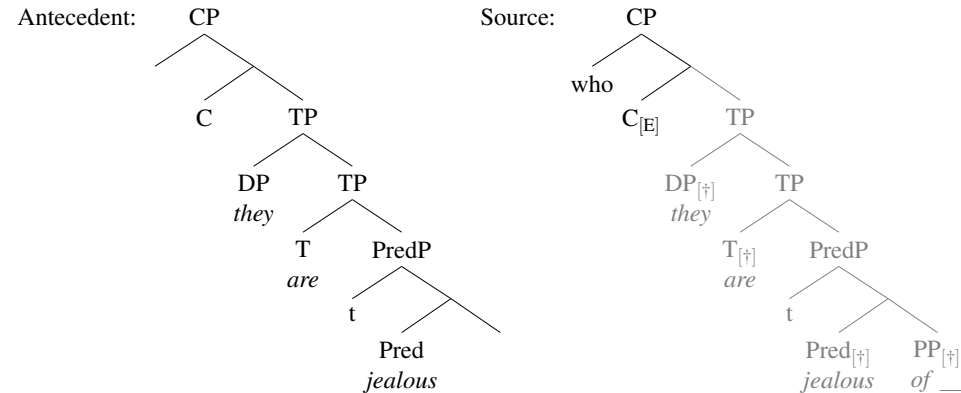 Antecedent: CP Source: CP
who
C TP C[E] TP
DP TP DP[†] TP
they they
T PredP T[†] PredP
are are
t t
Pred Pred[†] PP[†]
jealous jealous of __